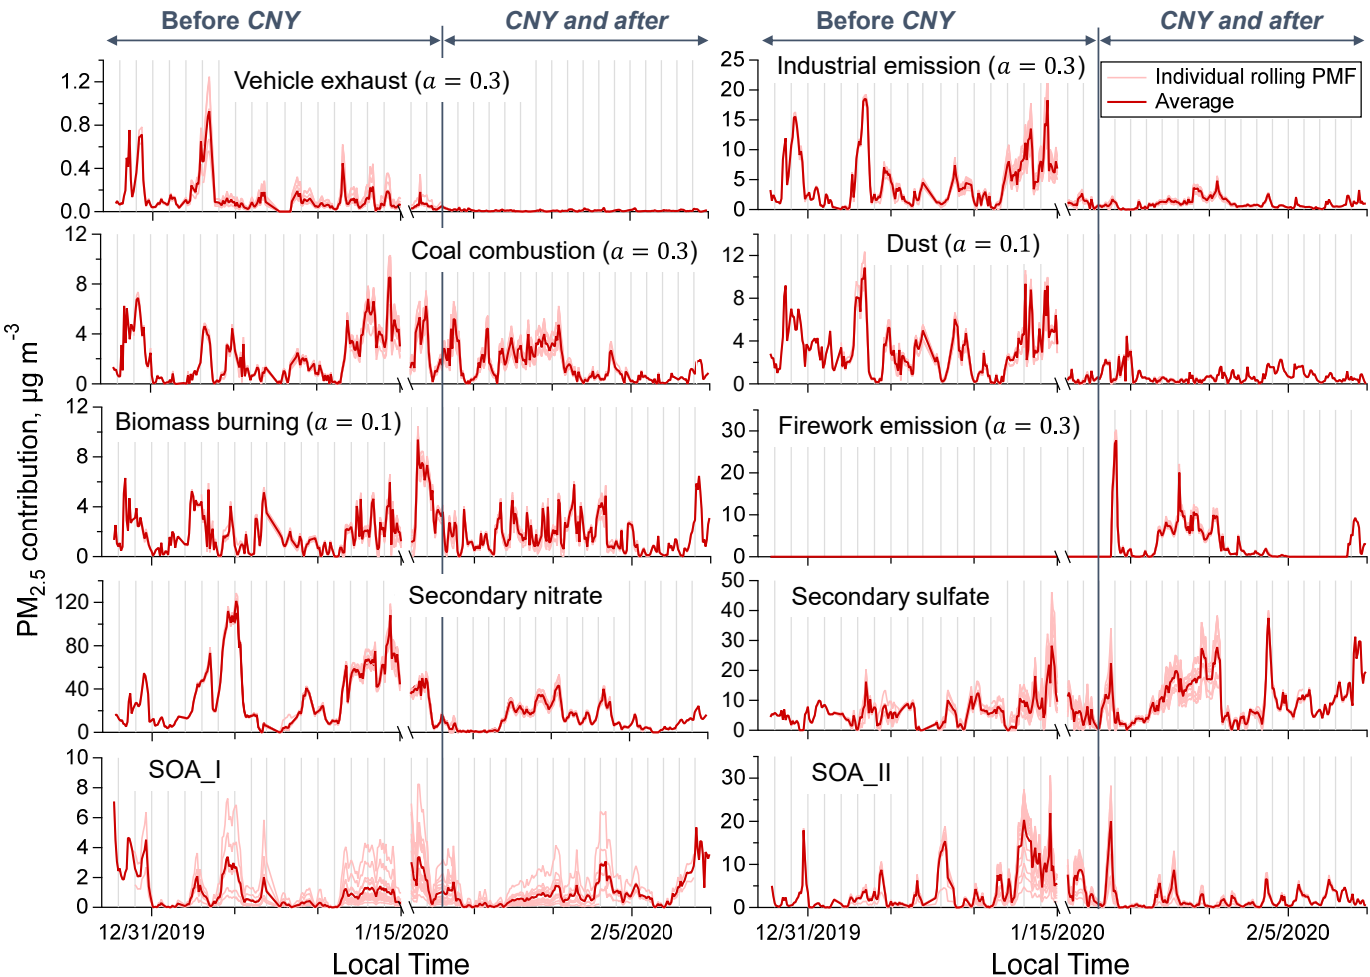 Before CNY
CNY and after
Before CNY
CNY and after
PM2.5 contribution, µg m-3
Vehicle exhaust (a = 0.3)
1.2
0.8
0.4
0.0
Industrial emission (a = 0.3)
Individual rolling PMF
Average
25
20
15
10
5
0
Coal combustion (a = 0.3)
12
8
4
0
Dust (a = 0.1)
12
8
4
0
Biomass burning (a = 0.1)
12
8
4
0
Firework emission (a = 0.3)
30
20
10
0
Secondary nitrate
120
80
40
0
Secondary sulfate
50
40
30
20
10
0
SOA_I
10
8
6
4
2
0
SOA_II
30
20
10
0
12/31/2019
1/15/2020
2/5/2020
12/31/2019
1/15/2020
2/5/2020
Local Time
Local Time